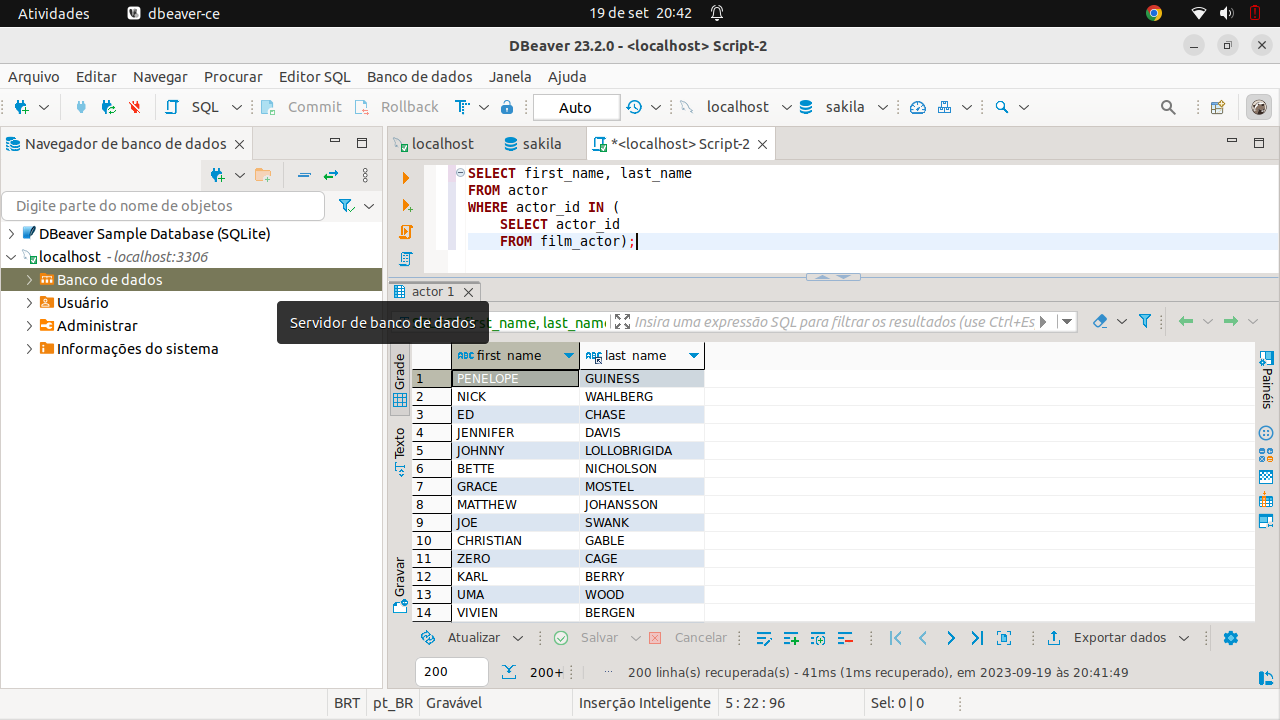 Atividades dbeaver-ce 19 de set 20:42
DBeaver 23.2.0 - <localhost> Script-2
Arquivo Editar Navegar Procurar Editor SQL Banco de dados Janela Ajuda
SQL Commit Rollback Auto localhost sakila
Navegador de banco de dados
Digite parte do nome de objetos
DBeaver Sample Database (SQLite)
localhost - localhost:3306
Banco de dados
Usuário
Administrar
Informações do sistema
Servidor de banco de dados
localhost sakila *<localhost> Script-2
SELECT first_name, last_name
FROM actor
WHERE actor_id IN (
SELECT actor_id
FROM film_actor);
actor 1
first_name, last_name Insira uma expressão SQL para filtrar os resultados (use Ctrl+Es
Grade
Texto
Gravar
ABC first_name ABC last_name
1 PENELOPE GUINESS
2 NICK WAHLBERG
3 ED CHASE
4 JENNIFER DAVIS
5 JOHNNY LOLLOBRIGIDA
6 BETTE NICHOLSON
7 GRACE MOSTEL
8 MATTHEW JOHANSSON
9 JOE SWANK
10 CHRISTIAN GABLE
11 ZERO CAGE
12 KARL BERRY
13 UMA WOOD
14 VIVIEN BERGEN
Painéis
Atualizar Salvar Cancelar Exportar dados
200 200+ ... 200 linha(s) recuperada(s) - 41ms (1ms recuperado), em 2023-09-19 às 20:41:49
BRT pt_BR Gravável Inserção Inteligente 5 : 22 : 96 Sel: 0 | 0